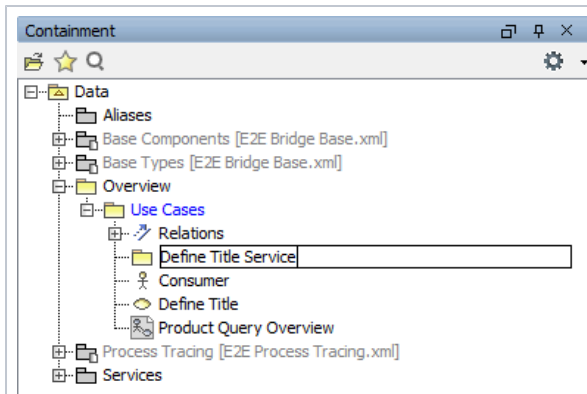 Containment
Data
Aliases
Base Components [E2E Bridge Base.xml]
Base Types [E2E Bridge Base.xml]
Overview
Use Cases
Relations
Define Title Service
Consumer
Define Title
Product Query Overview
Process Tracing [E2E Process Tracing.xml]
Services